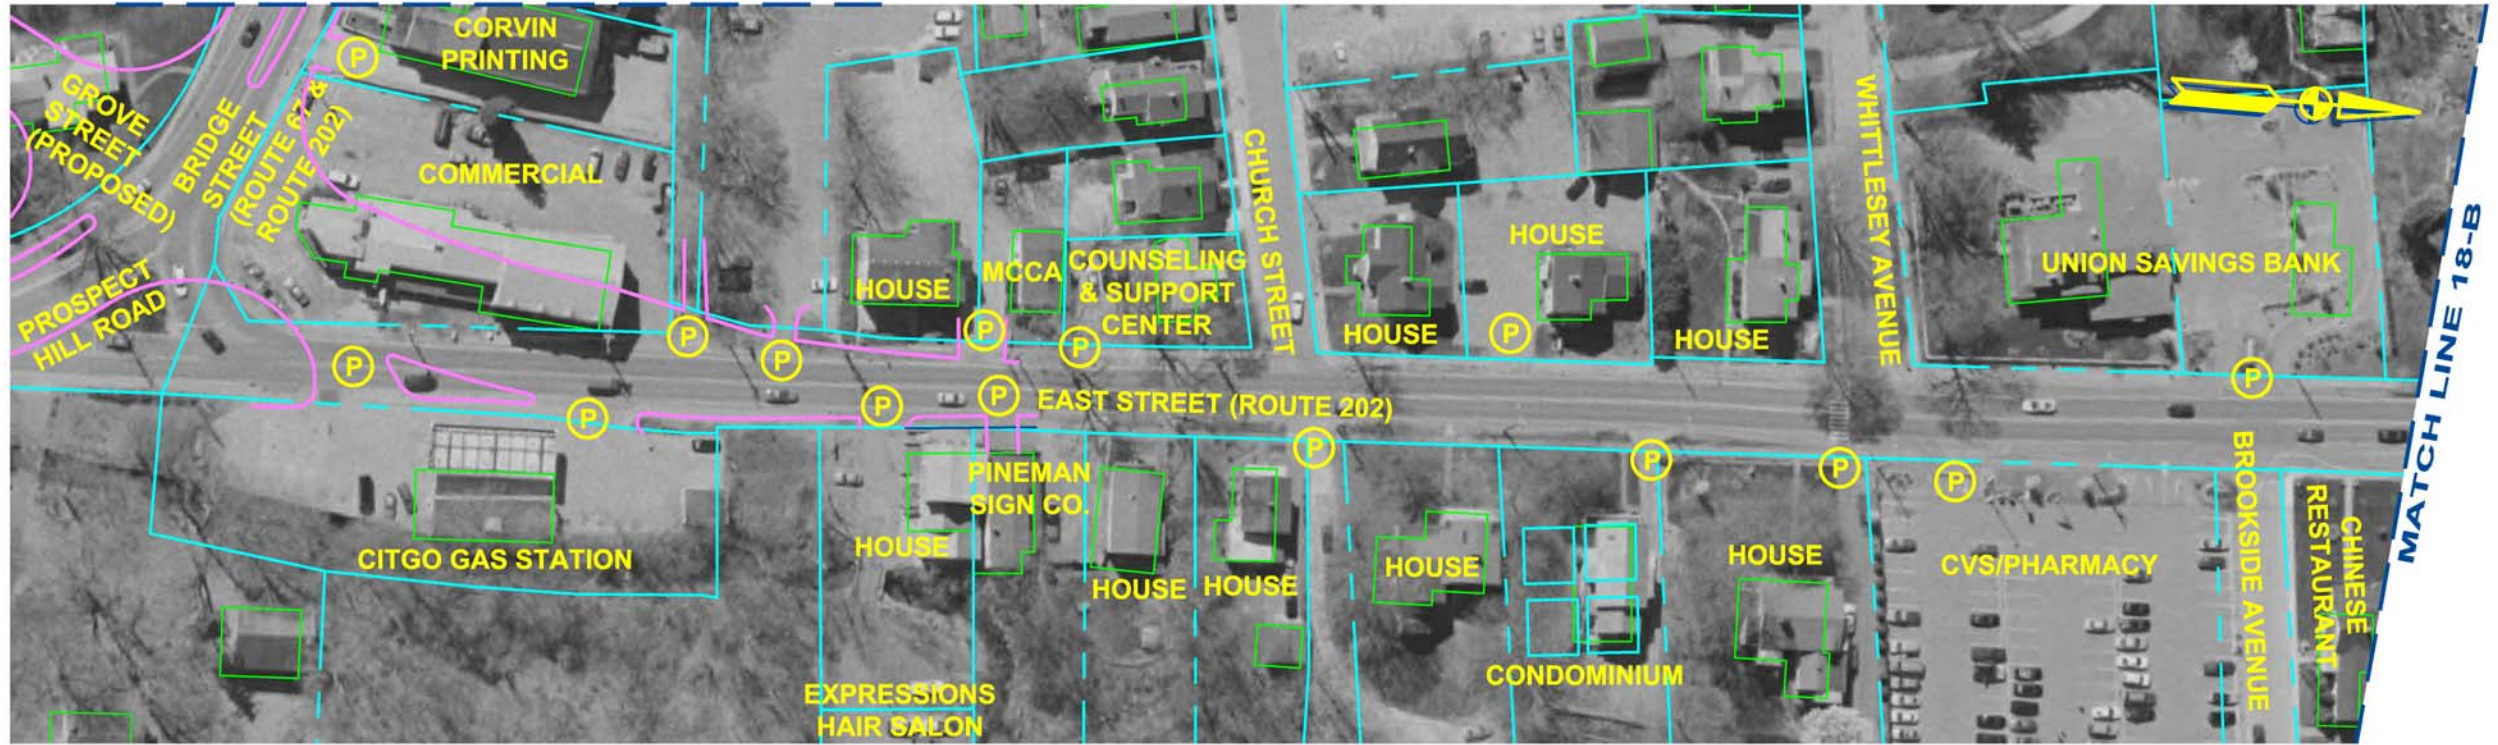 CORVIN
PRINTING
P
GROVE
STREET
(PROPOSED)
BRIDGE
STREET
(ROUTE 67 &
ROUTE 202)
COMMERCIAL
CHURCH STREET
WHITTLESEY AVENUE
PROSPECT
HILL ROAD
HOUSE
MCCA
COUNSELING
& SUPPORT
CENTER
HOUSE
HOUSE
HOUSE
UNION SAVINGS BANK
MATCH LINE 18-B
P
P
P
P
P
P
P
P
P
P
EAST STREET (ROUTE 202)
P
P
P
P
CITGO GAS STATION
HOUSE
PINEMAN
SIGN CO.
HOUSE
HOUSE
HOUSE
CONDOMINIUM
HOUSE
CVS/PHARMACY
BROOKSIDE AVENUE
CHINESE
RESTAURANT
EXPRESSIONS
HAIR SALON